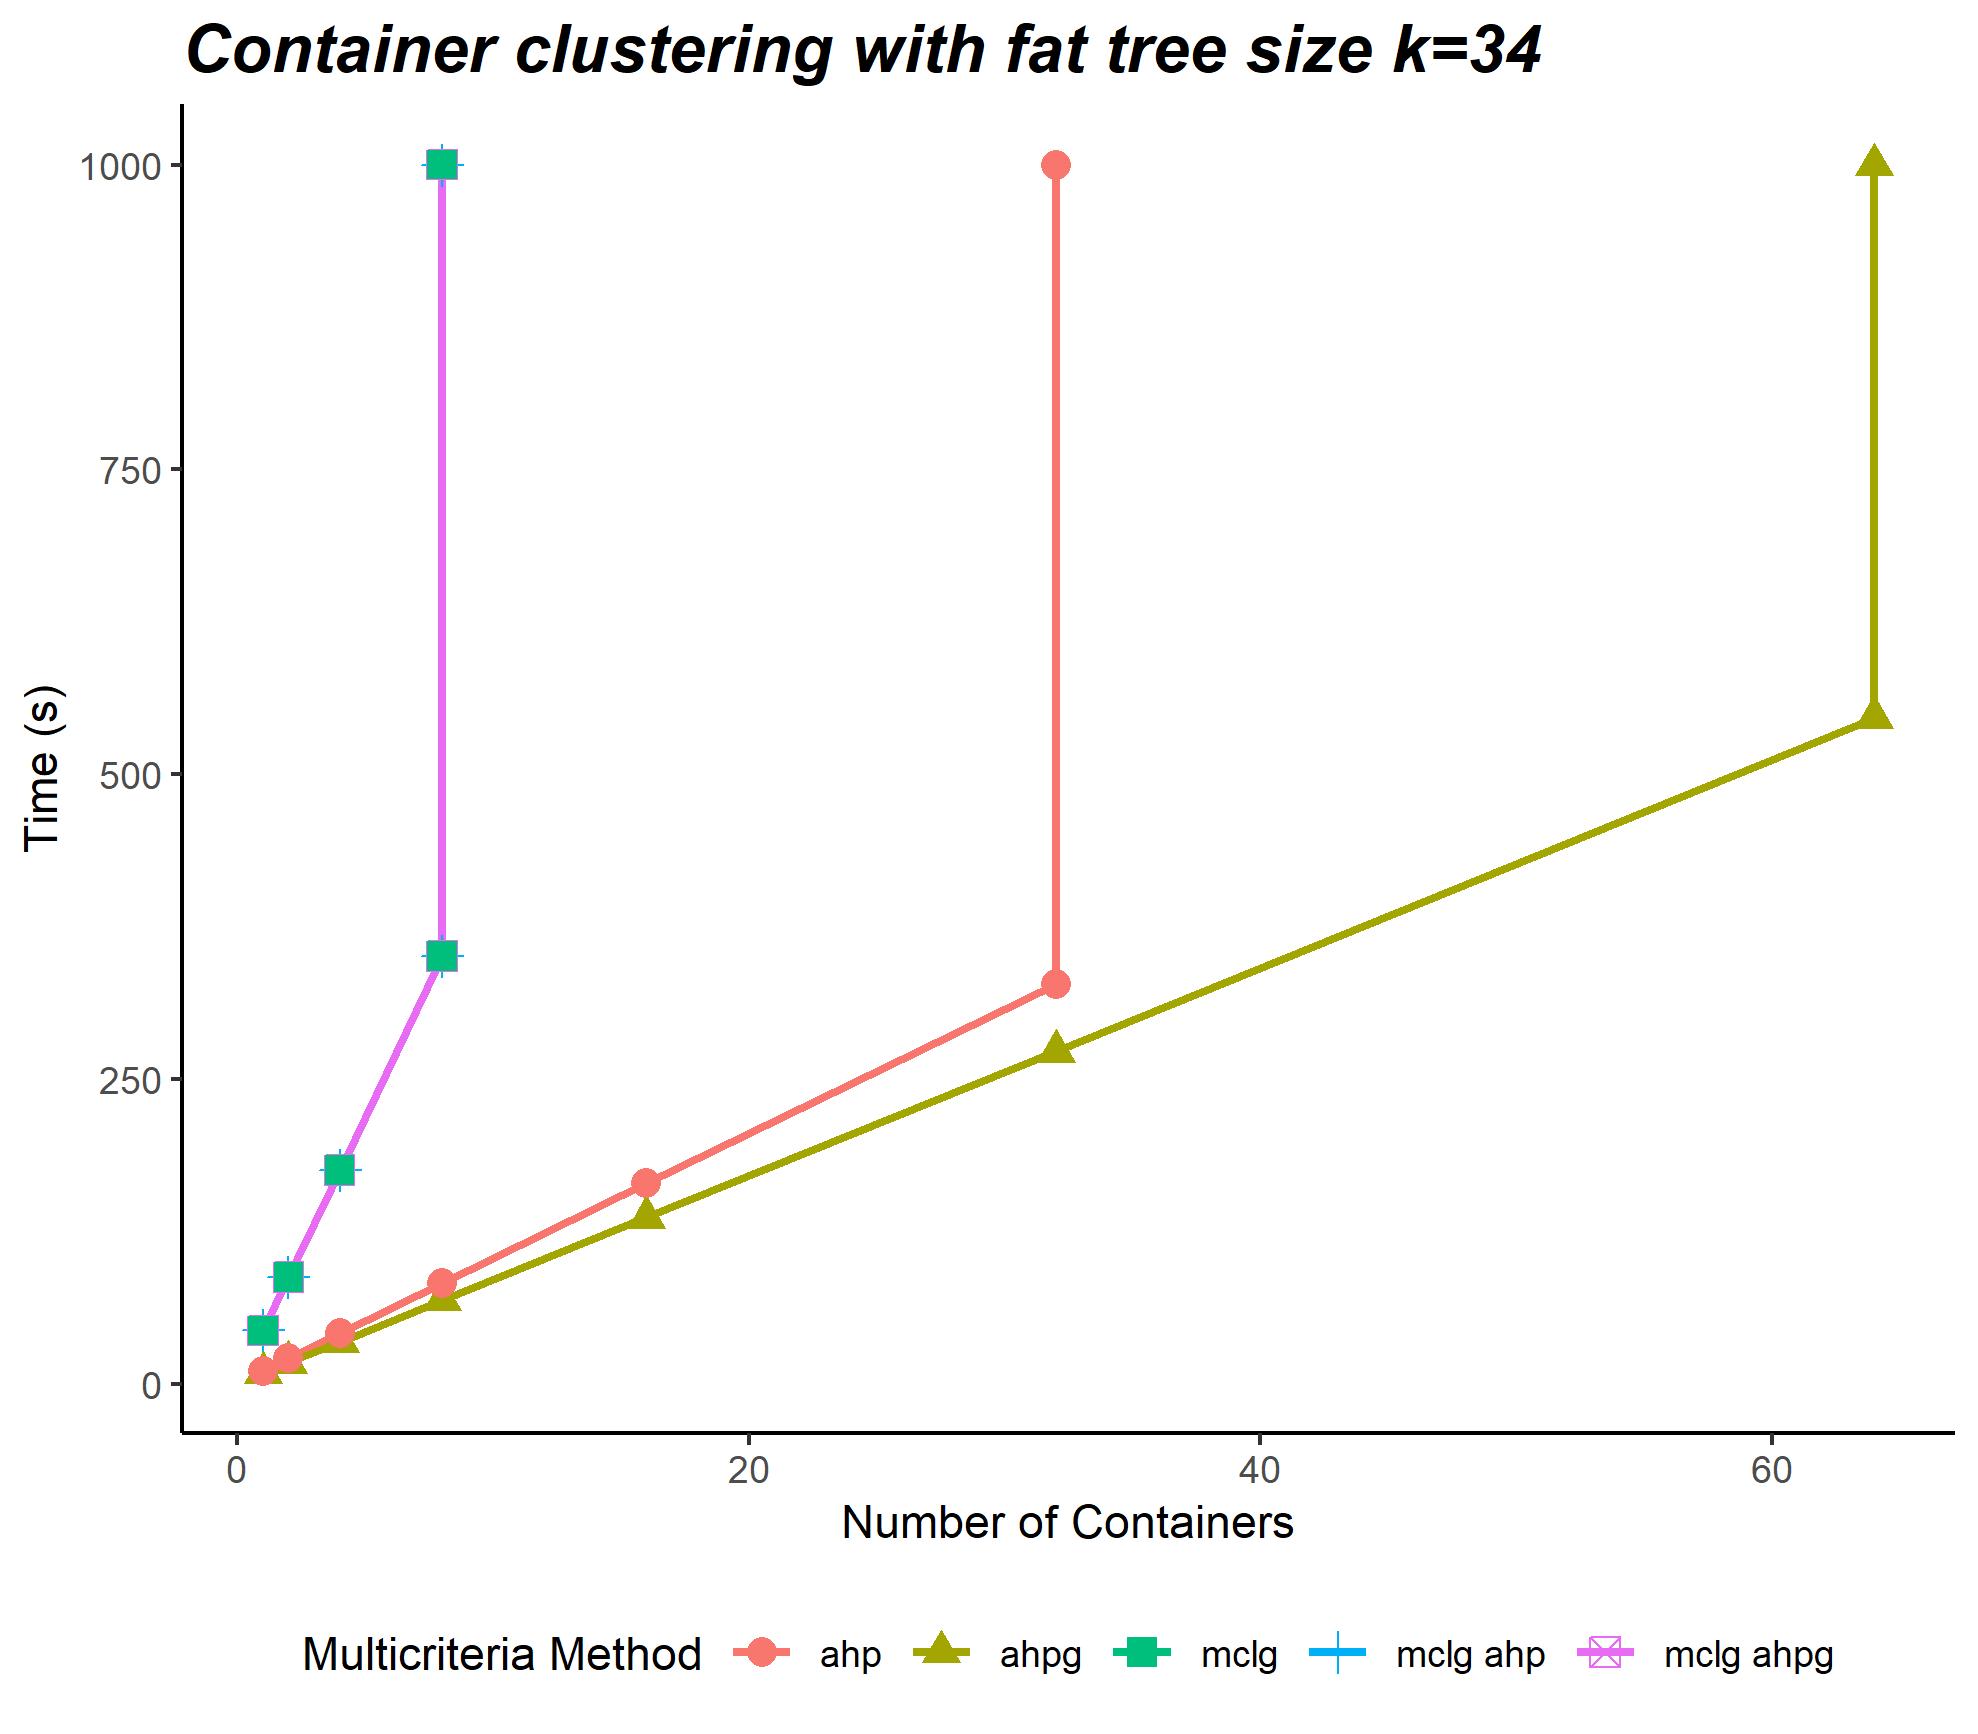 Container clustering with fat tree size k=34
1000
750
500
250
0
Time (s)
0 20 40 60
Number of Containers
Multicriteria Method ahp ahpg mclg mclg ahp mclg ahpg